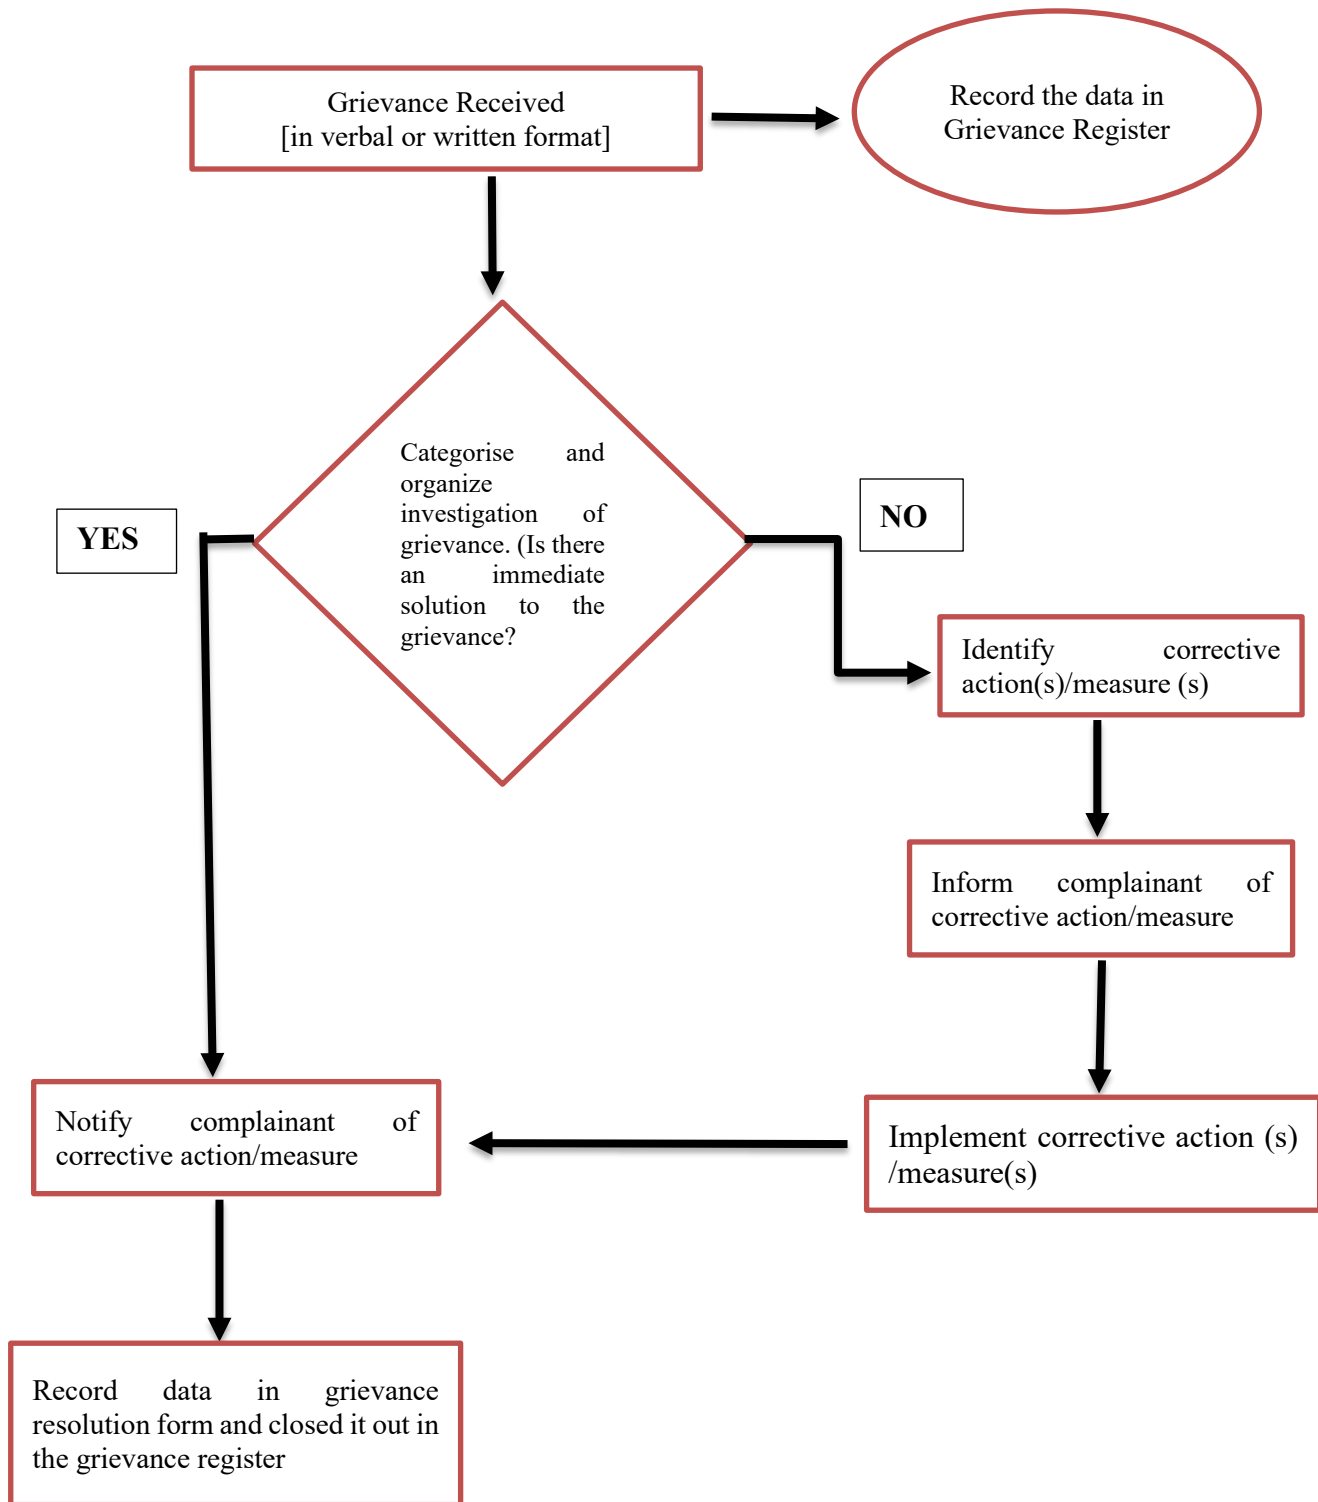 Grievance Received
[in verbal or written format]
Record the data in
Grievance Register
Categorise and
organize
investigation of
grievance. (Is there
an immediate
solution to the
grievance?
YES
NO
Identify corrective
action(s)/measure (s)
Inform complainant of
corrective action/measure
Implement corrective action (s)
/measure(s)
Notify complainant of
corrective action/measure
Record data in grievance
resolution form and closed it out in
the grievance register